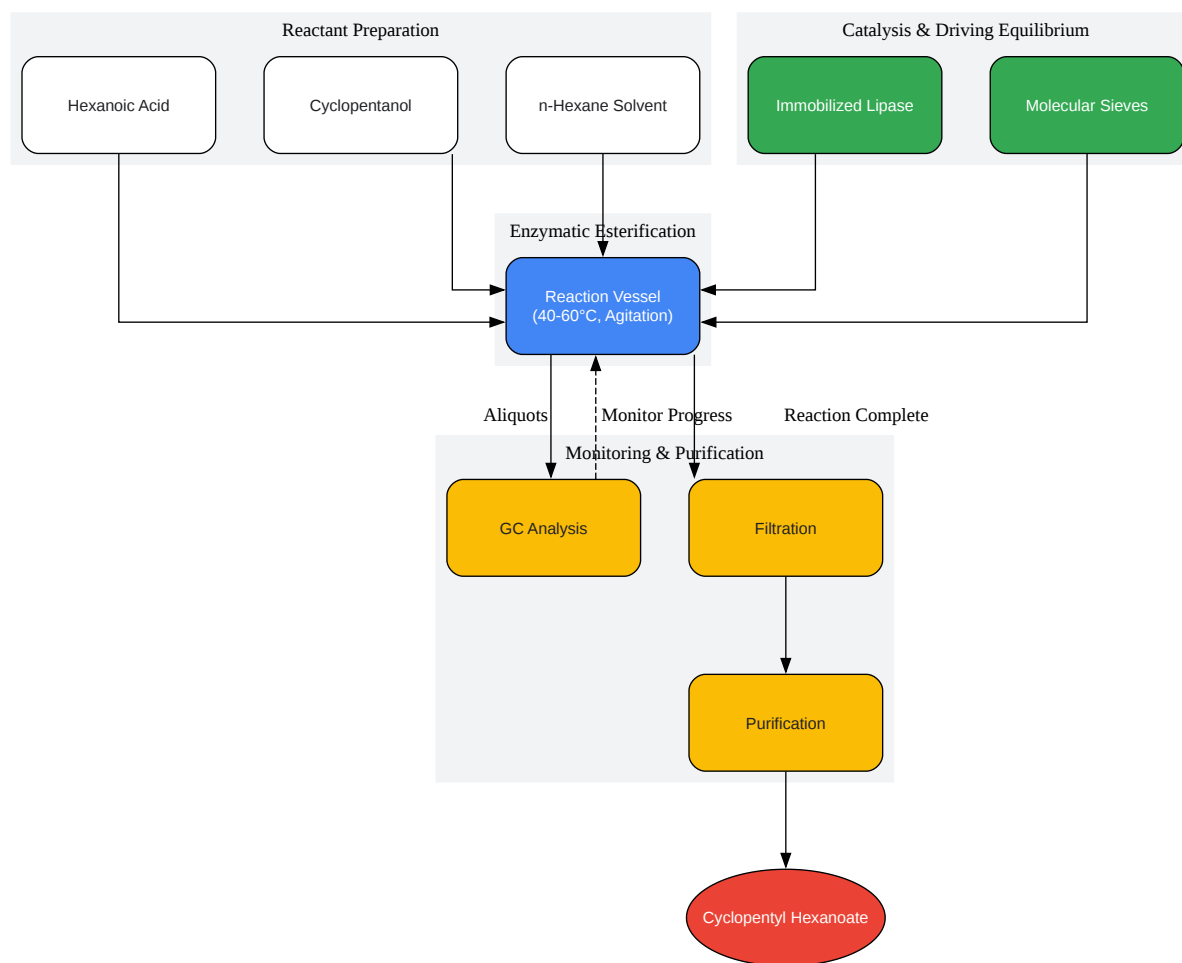 Reactant Preparation
Catalysis & Driving Equilibrium
Hexanoic Acid
Cyclopentanol
n-Hexane Solvent
Immobilized Lipase
Molecular Sieves
Enzymatic Esterification
Reaction Vessel
(40-60°C, Agitation)
Aliquots
Monitor Progress
Reaction Complete
Monitoring & Purification
GC Analysis
Filtration
Purification
Cyclopentyl Hexanoate